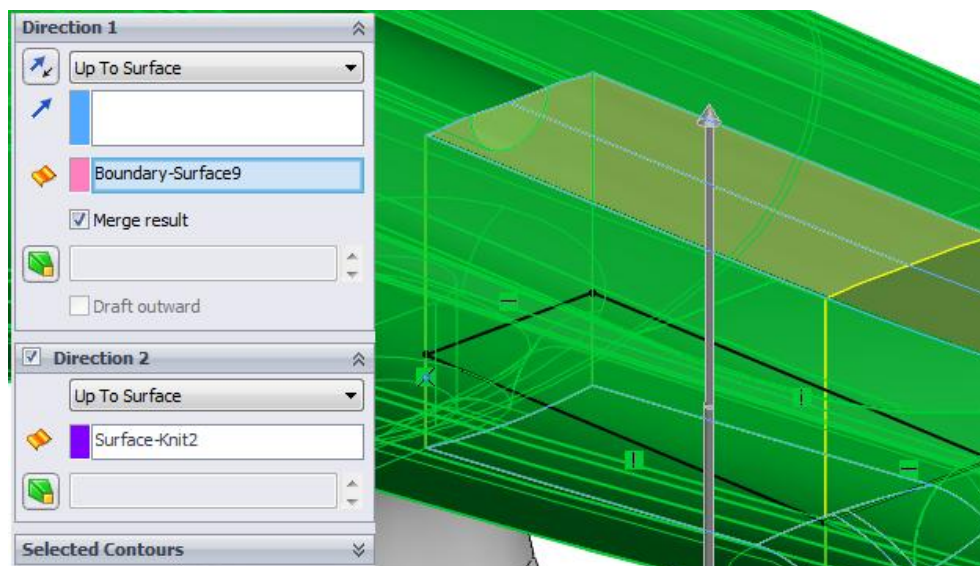 Direction 1
Up To Surface
Boundary-Surface9
Merge result
Draft outward
Direction 2
Up To Surface
Surface-Knit2
Selected Contours